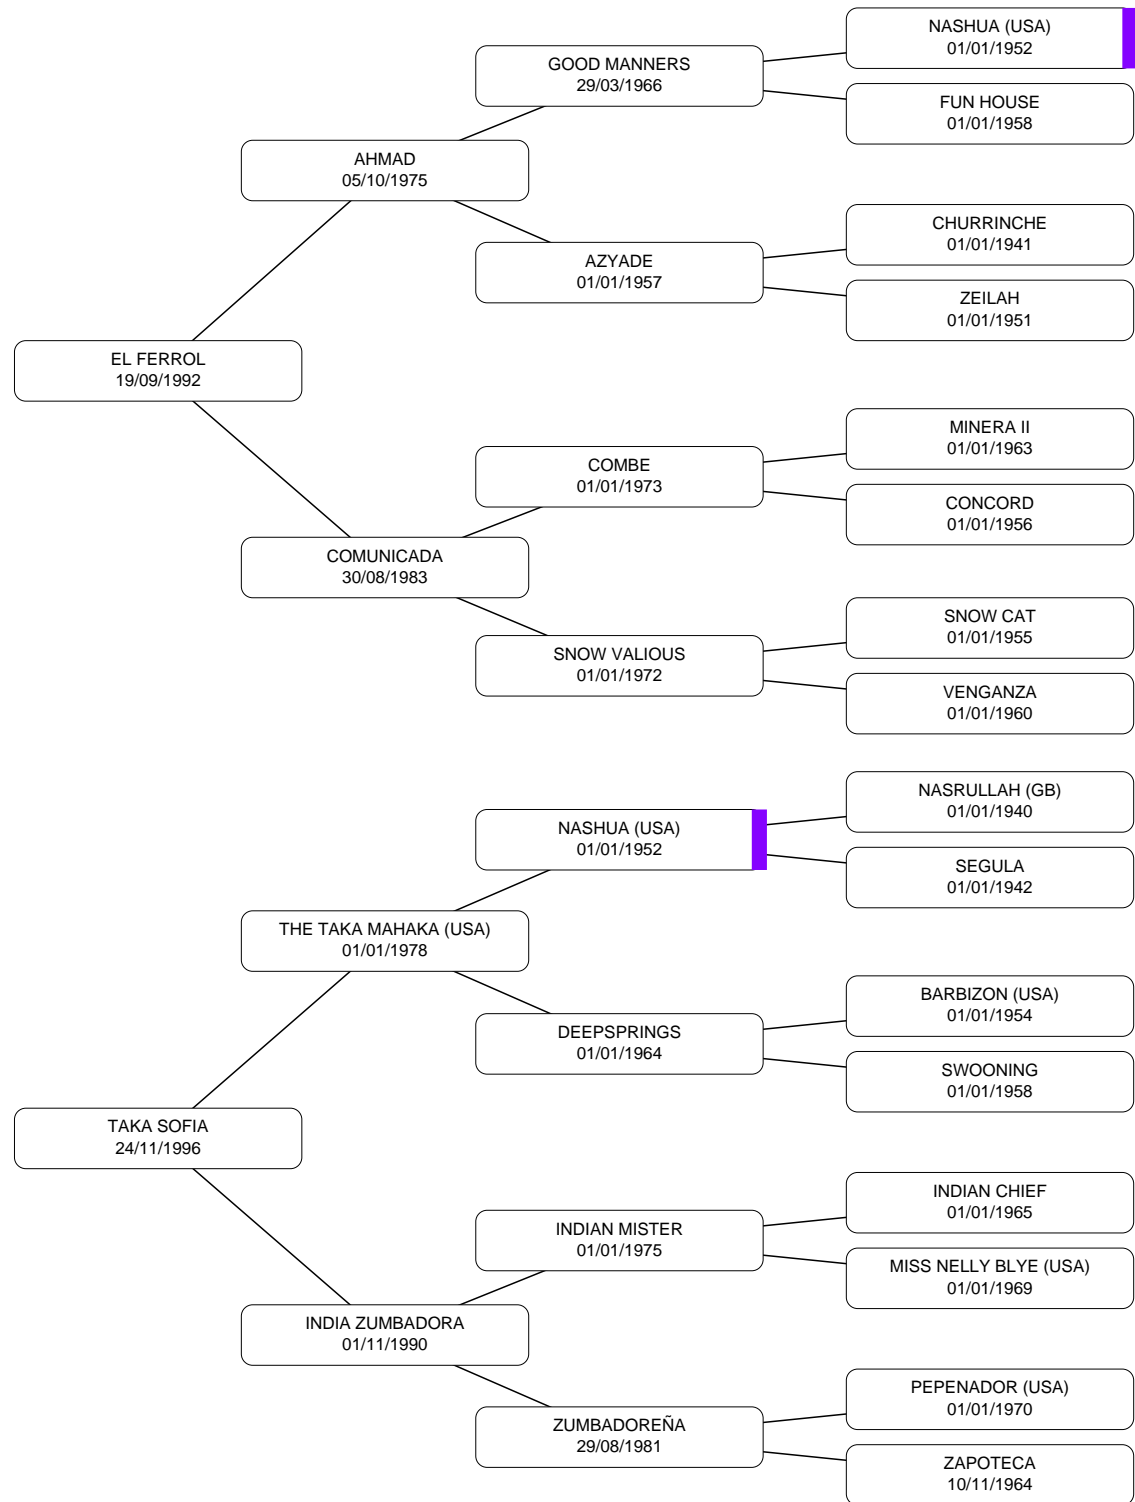 NASHUA (USA)
01/01/1952
GOOD MANNERS
29/03/1966
FUN HOUSE
01/01/1958
AHMAD
05/10/1975
CHURRINCHE
01/01/1941
AZYADE
01/01/1957
ZEILAH
01/01/1951
EL FERROL
19/09/1992
MINERA II
01/01/1963
COMBE
01/01/1973
CONCORD
01/01/1956
COMUNICADA
30/08/1983
SNOW CAT
01/01/1955
SNOW VALIOUS
01/01/1972
VENGANZA
01/01/1960
NASRULLAH (GB)
01/01/1940
NASHUA (USA)
01/01/1952
SEGULA
01/01/1942
THE TAKA MAHAKA (USA)
01/01/1978
BARBIZON (USA)
01/01/1954
DEEPSPRINGS
01/01/1964
SWOONING
01/01/1958
TAKA SOFIA
24/11/1996
INDIAN CHIEF
01/01/1965
INDIAN MISTER
01/01/1975
MISS NELLY BLYE (USA)
01/01/1969
INDIA ZUMBADORA
01/11/1990
PEPENADOR (USA)
01/01/1970
ZUMBADOREÑA
29/08/1981
ZAPOTECA
10/11/1964